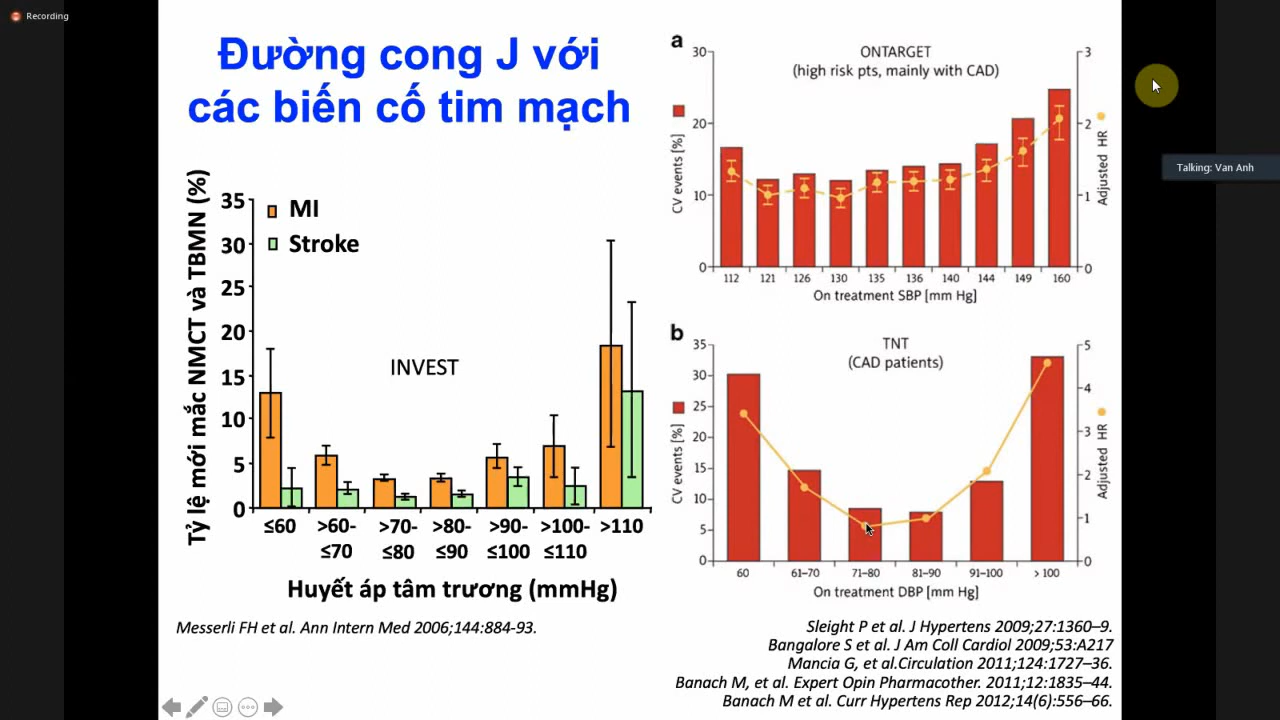 Recording
Đường cong J với
các biến cố tim mạch
Tỷ lệ mới mắc NMCT và TBMN (%)
35
30
25
20
15
10
5
0
MI
Stroke
INVEST
≤60 >60- >70- >80- >90- >100- >110
≤70 ≤80 ≤90 ≤100 ≤110
Huyết áp tâm trương (mmHg)
Messerli FH et al. Ann Intern Med 2006;144:884-93.
a
ONTARGET
(high risk pts, mainly with CAD)
CV events [%]
30
20
10
0
3
2
1
0
Adjusted HR
112 121 126 130 135 136 140 144 149 160
On treatment SBP [mm Hg]
b
TNT
(CAD patients)
CV events [%]
35
30
25
20
15
10
5
0
5
4
3
2
1
0
Adjusted HR
60 61–70 71–80 81–90 91–100 > 100
On treatment DBP [mm Hg]
Sleight P et al. J Hypertens 2009;27:1360–9.
Bangalore S et al. J Am Coll Cardiol 2009;53:A217
Mancia G, et al.Circulation 2011;124:1727–36.
Banach M, et al. Expert Opin Pharmacother. 2011;12:1835–44.
Banach M et al. Curr Hypertens Rep 2012;14(6):556–66.
Talking: Van Anh